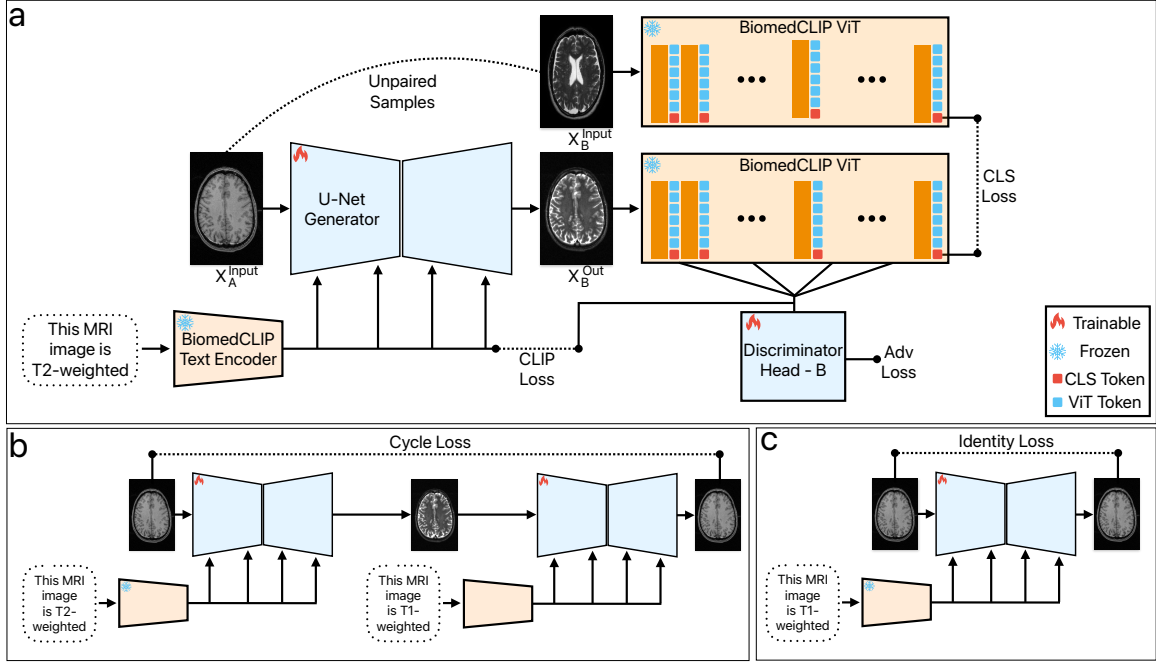 a
BiomedCLIP ViT
Unpaired
Samples
X_B^Input
BiomedCLIP ViT
CLS
Loss
U-Net
Generator
X_A^Input
X_B^Out
This MRI
image is
T2-weighted
BiomedCLIP
Text Encoder
CLIP
Loss
Discriminator
Head - B
Adv
Loss
Trainable
Frozen
CLS Token
ViT Token
b
Cycle Loss
This MRI
image
is T2-
weighted
This MRI
image
is T1-
weighted
c
Identity Loss
This MRI
image
is T1-
weighted